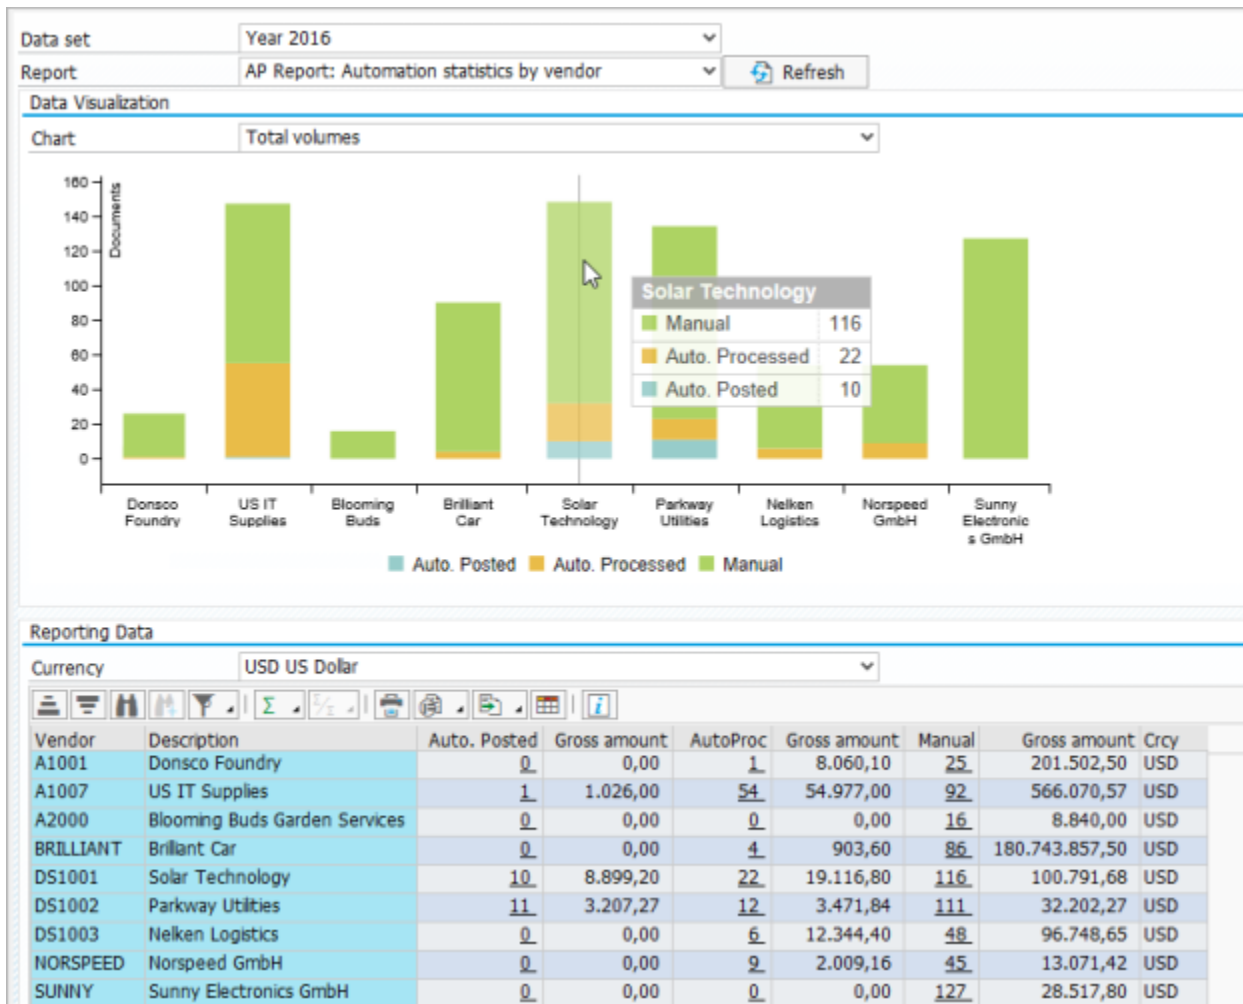 Data set Year 2016
Report AP Report: Automation statistics by vendor Refresh
Data Visualization
Chart Total volumes
Documents
160
140
120
100
80
60
40
20
0
Solar Technology
Manual 116
Auto. Processed 22
Auto. Posted 10
Donsco Foundry
US IT Supplies
Blooming Buds
Brilliant Car
Solar Technology
Parkway Utilities
Nelken Logistics
Norspeed GmbH
Sunny Electronic s GmbH
Auto. Posted Auto. Processed Manual
Reporting Data
Currency USD US Dollar
Vendor Description Auto. Posted Gross amount AutoProc Gross amount Manual Gross amount Crcy
A1001 Donsco Foundry 0 0,00 1 8.060,10 25 201.502,50 USD
A1007 US IT Supplies 1 1.026,00 54 54.977,00 92 566.070,57 USD
A2000 Blooming Buds Garden Services 0 0,00 0 0,00 16 8.840,00 USD
BRILLIANT Brilliant Car 0 0,00 4 903,60 86 180.743.857,50 USD
DS1001 Solar Technology 10 8.899,20 22 19.116,80 116 100.791,68 USD
DS1002 Parkway Utilities 11 3.207,27 12 3.471,84 111 32.202,27 USD
DS1003 Nelken Logistics 0 0,00 6 12.344,40 48 96.748,65 USD
NORSPEED Norspeed GmbH 0 0,00 9 2.009,16 45 13.071,42 USD
SUNNY Sunny Electronics GmbH 0 0,00 0 0,00 127 28.517,80 USD